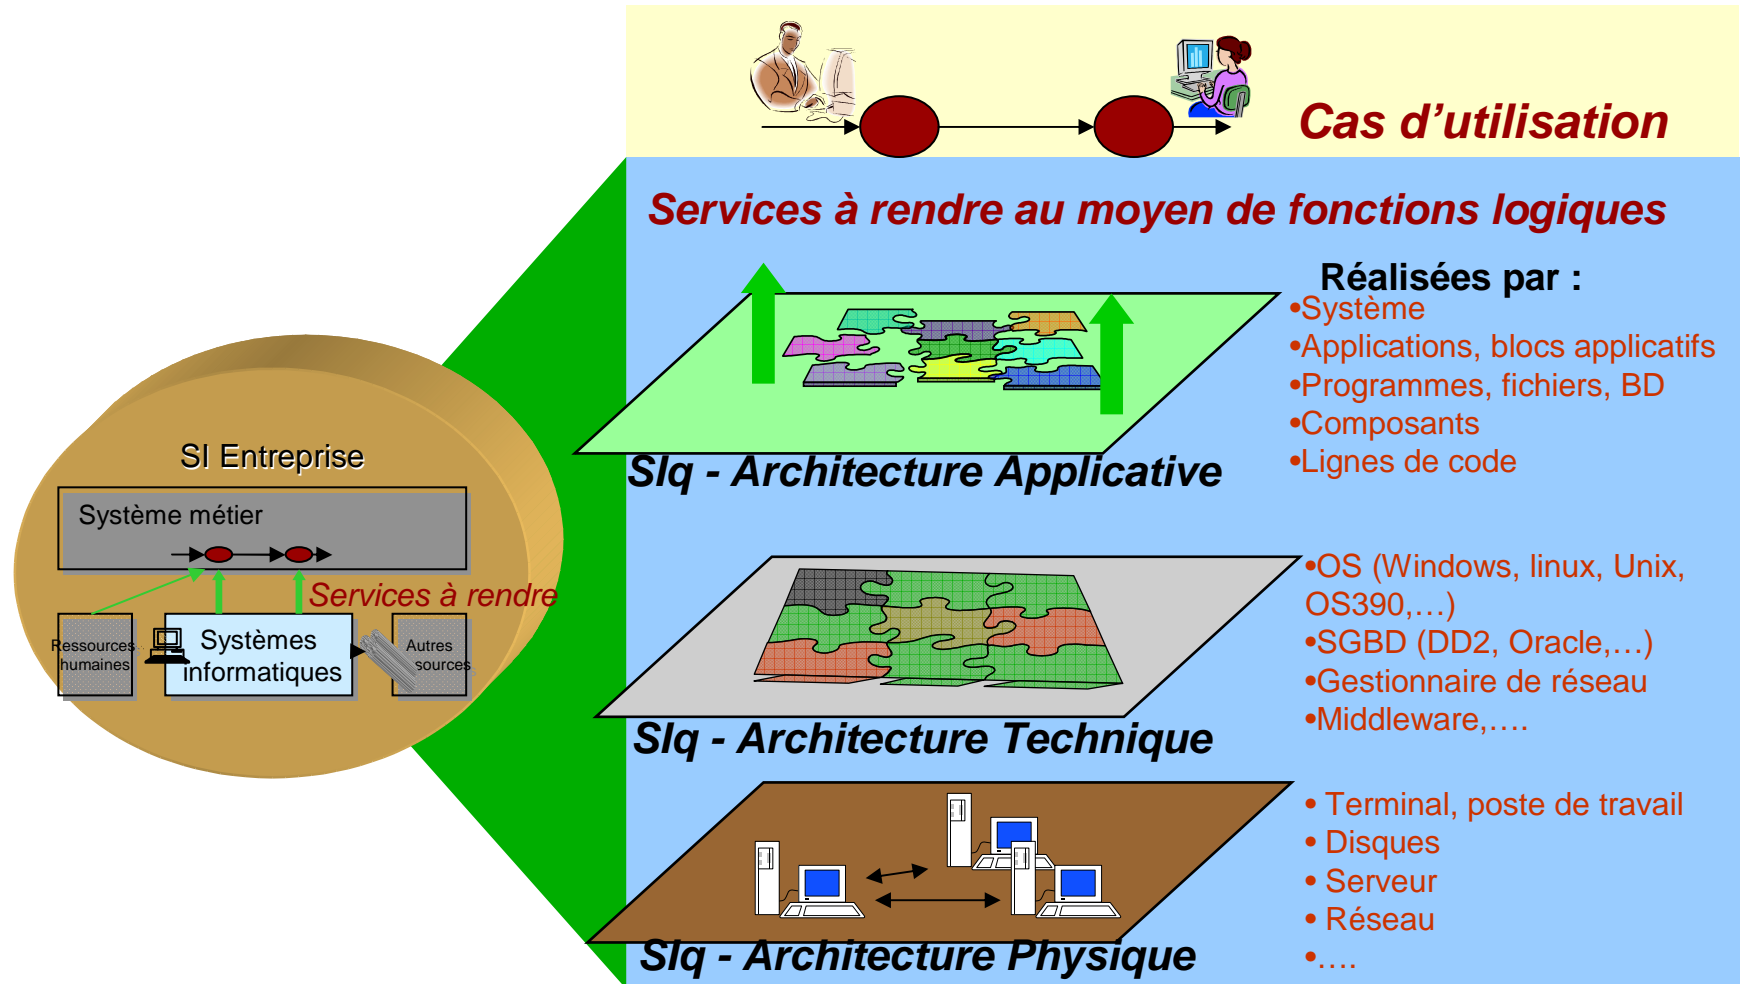 Cas d’utilisation
Services à rendre au moyen de fonctions logiques
Réalisées par :
•Système
•Applications, blocs applicatifs
•Programmes, fichiers, BD
•Composants
•Lignes de code
SIq - Architecture Applicative
SI Entreprise
Système métier
Services à rendre
Ressources
humaines
Systèmes
informatiques
Autres
sources
•OS (Windows, linux, Unix,
OS390,…)
•SGBD (DD2, Oracle,…)
•Gestionnaire de réseau
•Middleware,….
SIq - Architecture Technique
• Terminal, poste de travail
• Disques
• Serveur
• Réseau
•….
SIq - Architecture Physique